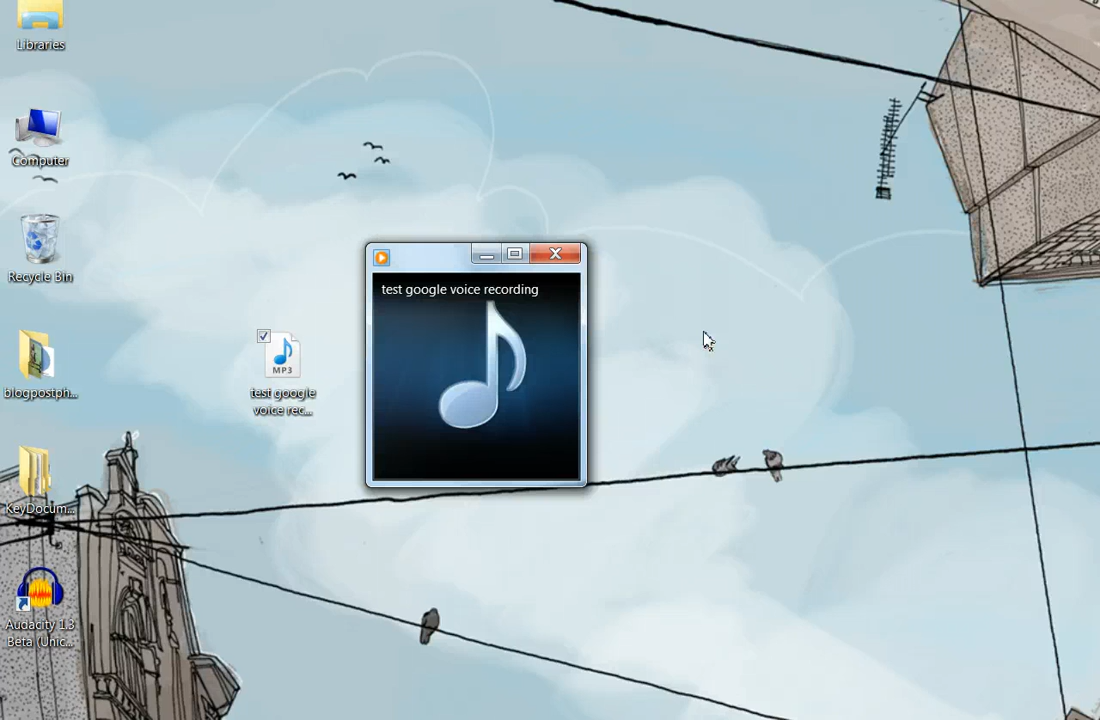 Libraries
Computer
Recycle Bin
blogpostph...
KeyDocum...
Audacity 1.3
Beta (Unic...
MP3
test google
voice rec...
test google voice recording